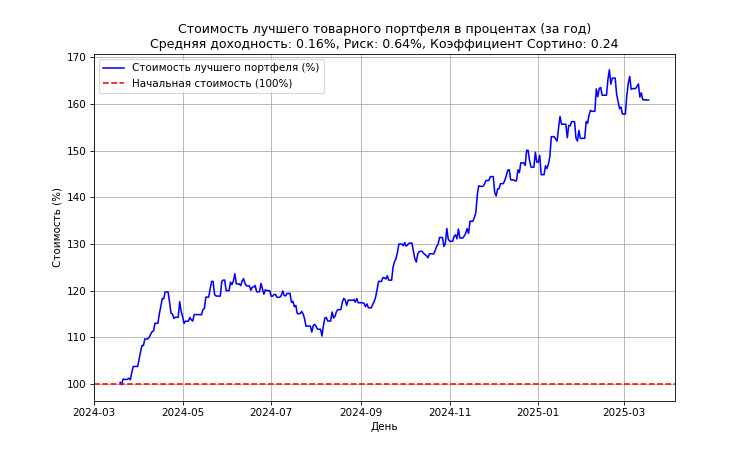 Стоимость лучшего товарного портфеля в процентах (за год)
Средняя доходность: 0.16%, Риск: 0.64%, Коэффициент Сортино: 0.24
Стоимость лучшего портфеля (%)
Начальная стоимость (100%)
170
160
150
140
130
120
110
100
Стоимость (%)
2024-03
2024-05
2024-07
2024-09
2024-11
2025-01
2025-03
День